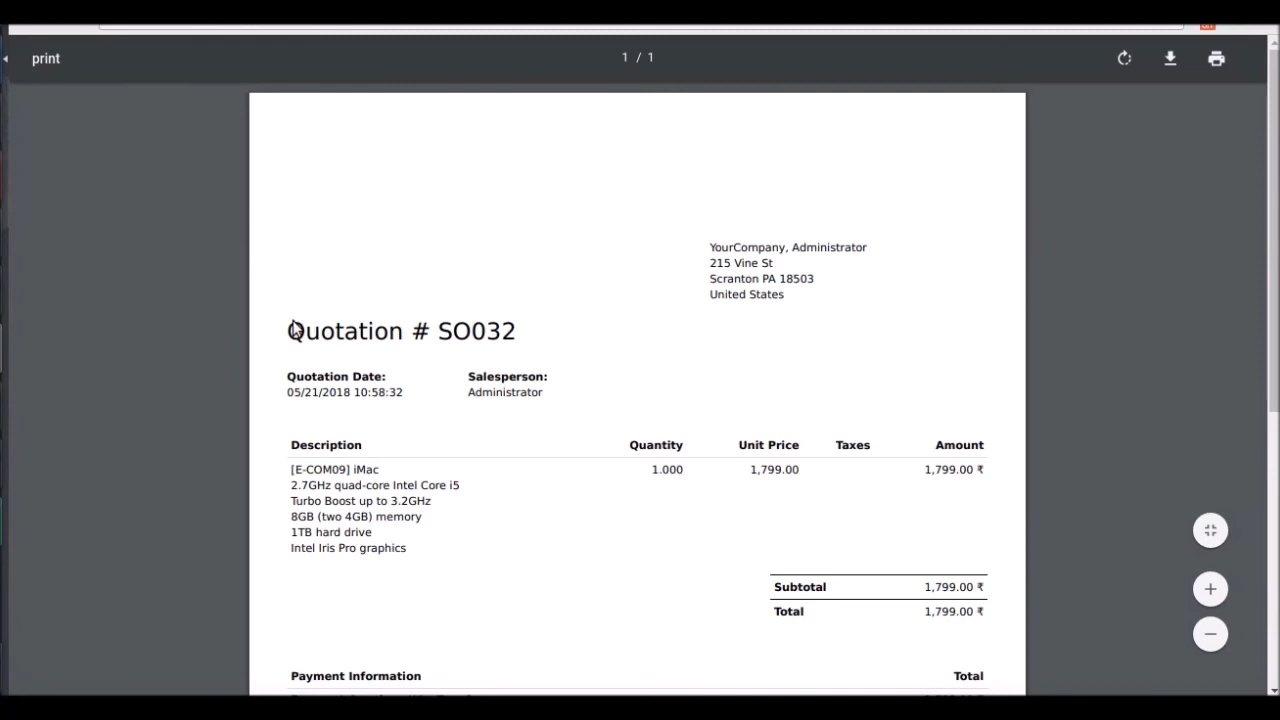 print
1 / 1
YourCompany, Administrator
215 Vine St
Scranton PA 18503
United States
Quotation # SO032
Quotation Date: Salesperson:
05/21/2018 10:58:32 Administrator
Description Quantity Unit Price Taxes Amount
[E-COM09] iMac 1.000 1,799.00 1,799.00 ₹
2.7GHz quad-core Intel Core i5
Turbo Boost up to 3.2GHz
8GB (two 4GB) memory
1TB hard drive
Intel Iris Pro graphics
Subtotal 1,799.00 ₹
Total 1,799.00 ₹
Payment Information Total